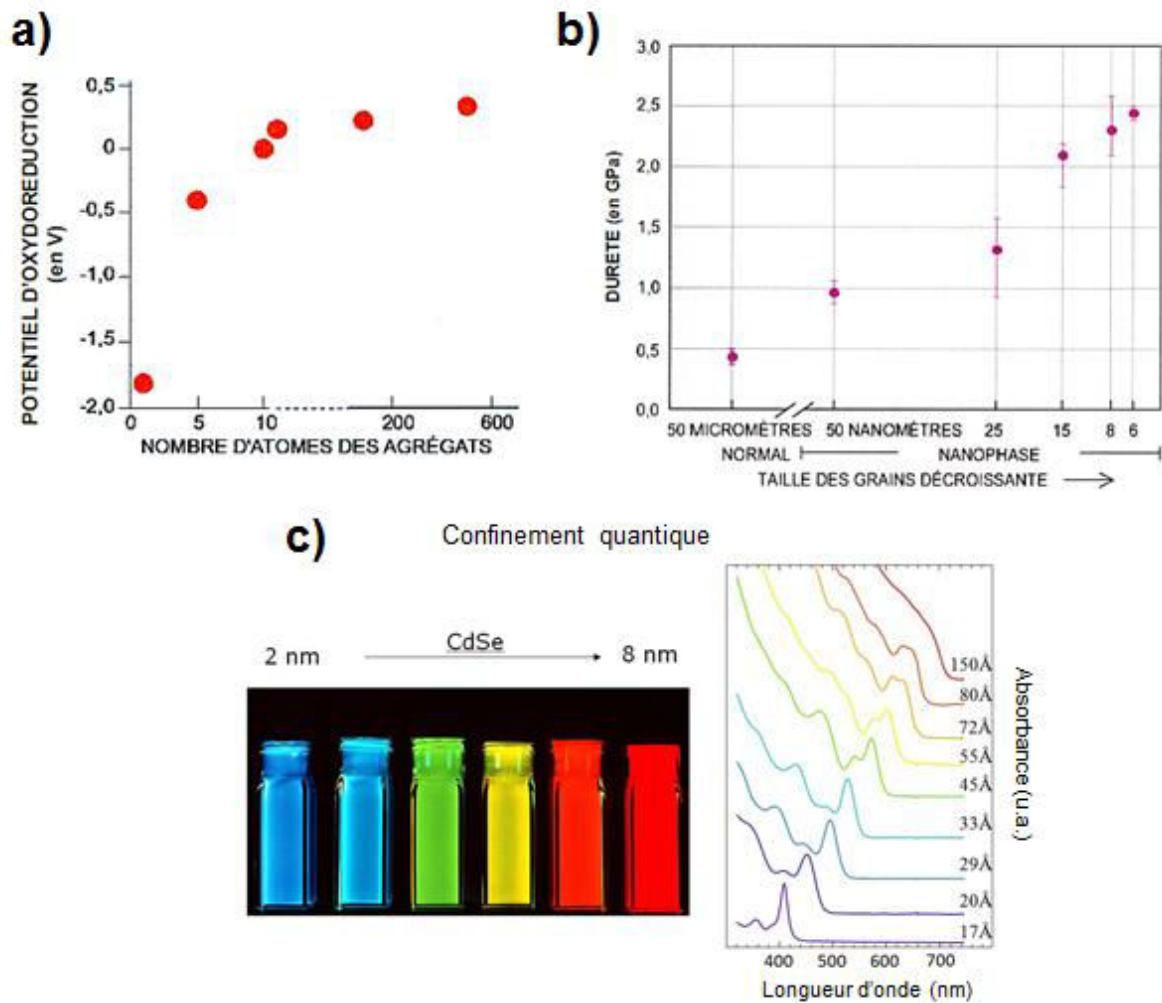 a)
POTENTIEL D'OXYDOREDUCTION
(en V)
0,5
0
-0,5
-1,0
-1,5
-2,0
0 5 10 200 600
NOMBRE D'ATOMES DES AGRÉGATS
b)
DURETE (en GPa)
3,0
2,5
2,0
1,5
1,0
0,5
0,0
50 MICROMÈTRES 50 NANOMÈTRES 25 15 8 6
NORMAL NANOPHASE
TAILLE DES GRAINS DÉCROISSANTE
c)
Confinement quantique
2 nm CdSe 8 nm
150Å
80Å
72Å
55Å
45Å
33Å
29Å
20Å
17Å
Absorbance (u.a.)
400 500 600 700
Longueur d'onde (nm)